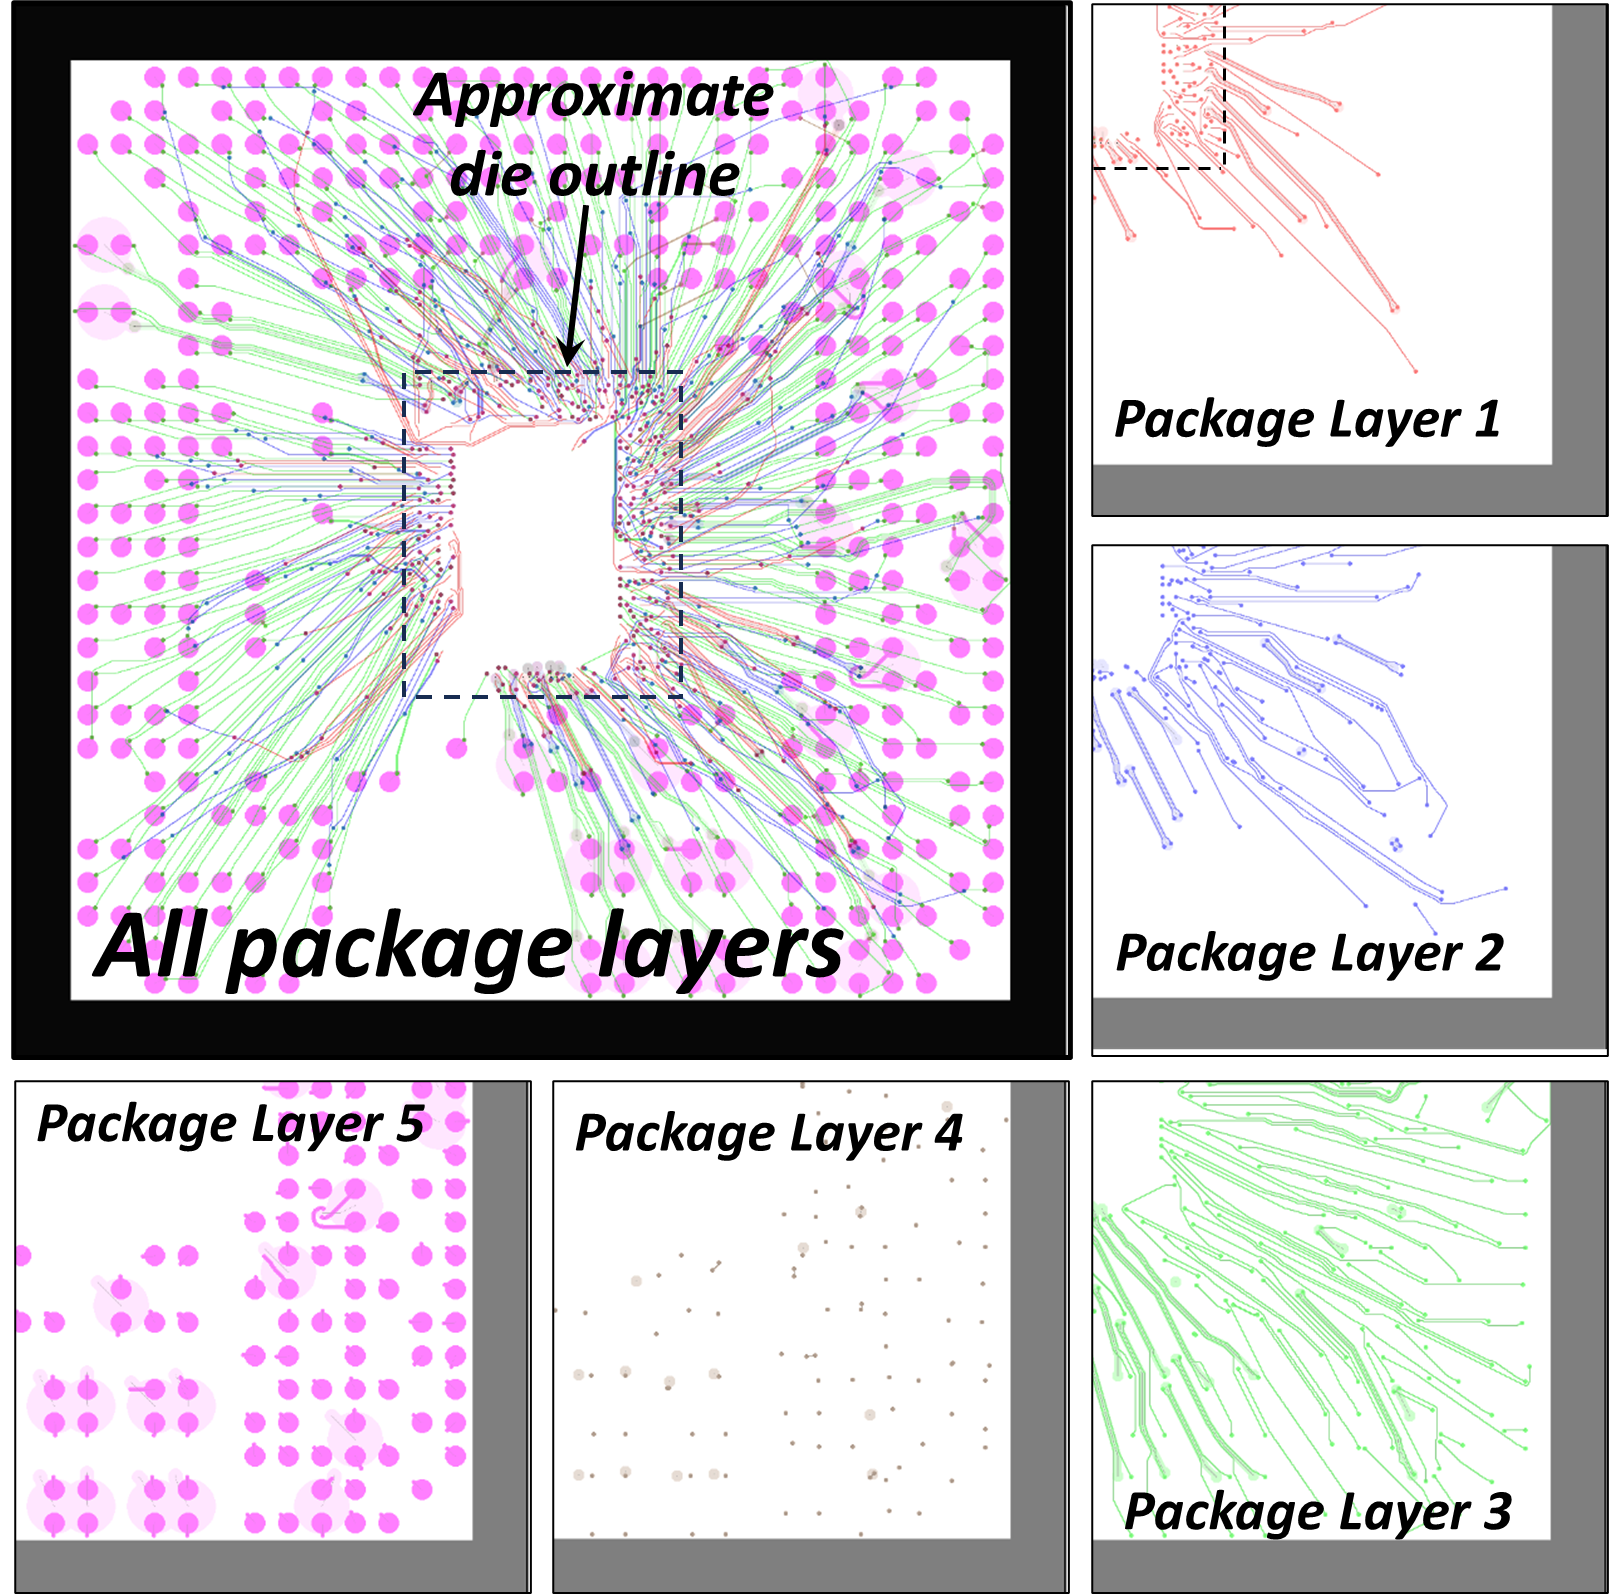 Approximate
die outline
All package layers
Package Layer 1
Package Layer 2
Package Layer 5
Package Layer 4
Package Layer 3